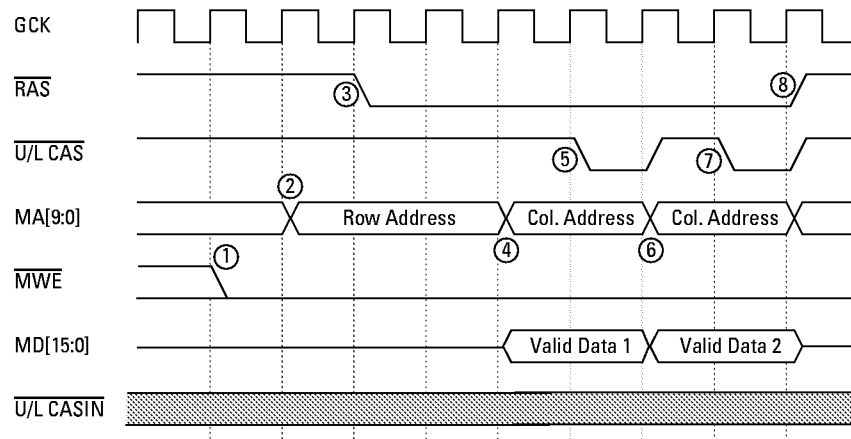 GCK
RAS
3
8
U/L CAS
5
7
2
MA[9:0]
Row Address
Col. Address
Col. Address
1
4
6
MWE
MD[15:0]
Valid Data 1
Valid Data 2
U/L CASIN